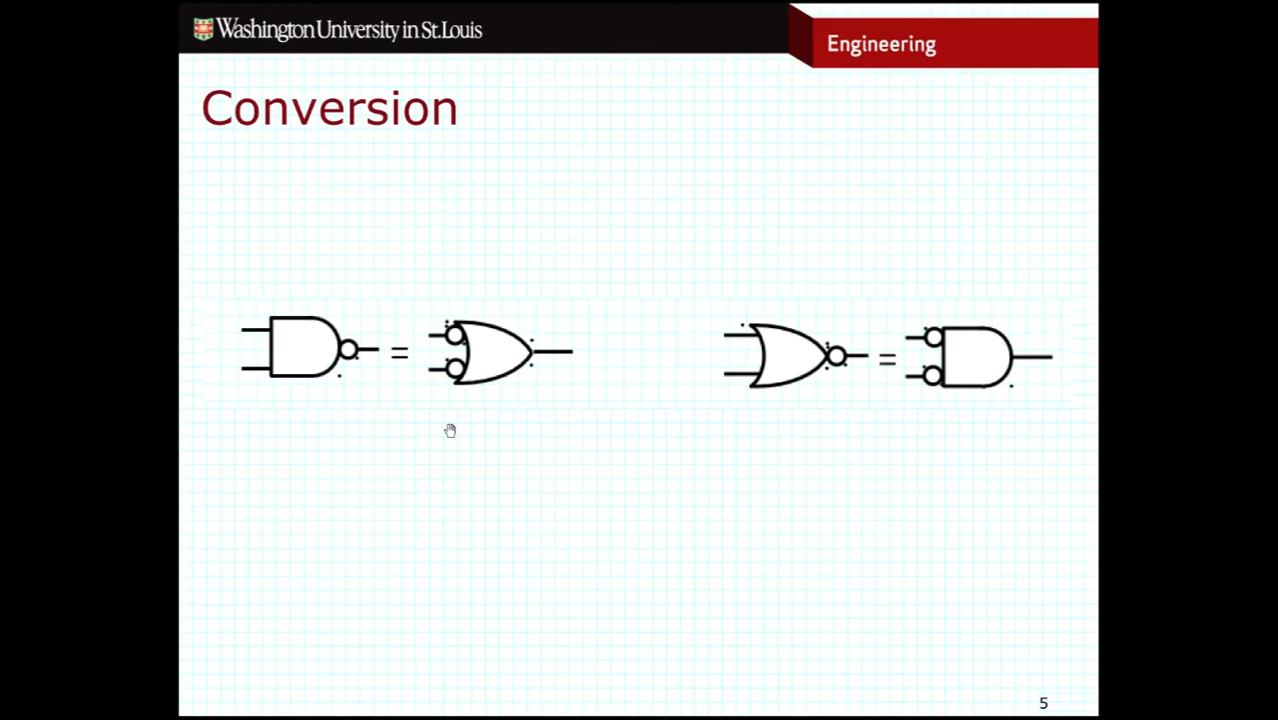 Washington University in St.Louis
Engineering
Conversion
=
=
5